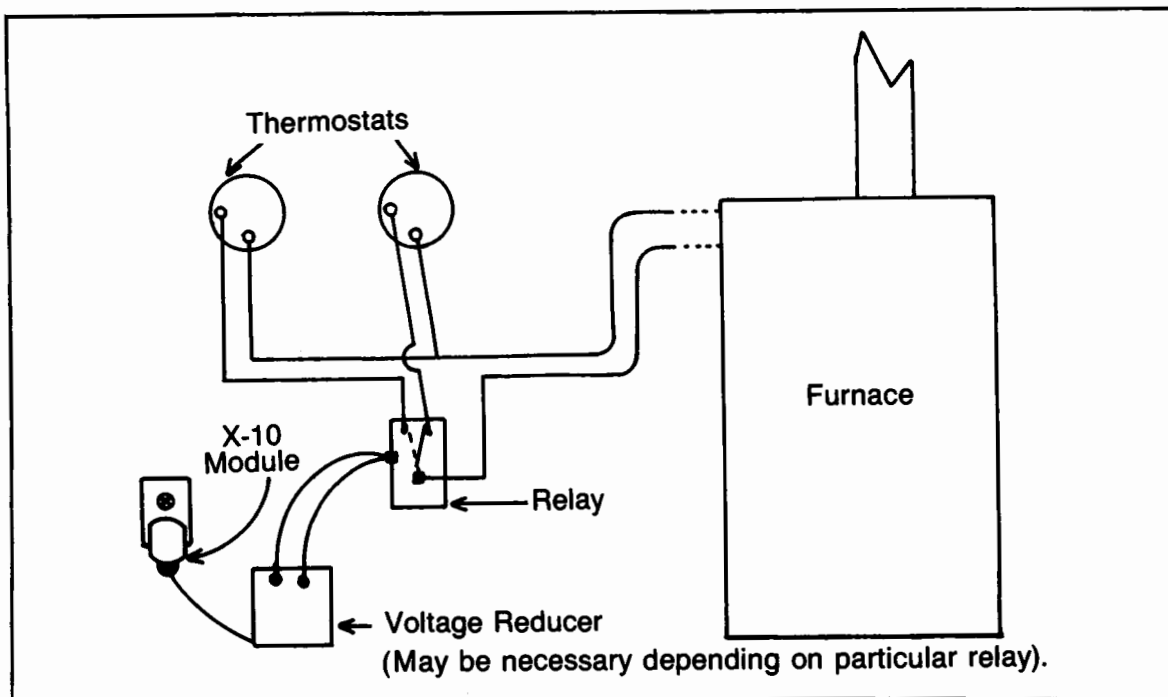 Thermostats
Furnace
X-10
Module
Relay
Voltage Reducer
(May be necessary depending on particular relay).